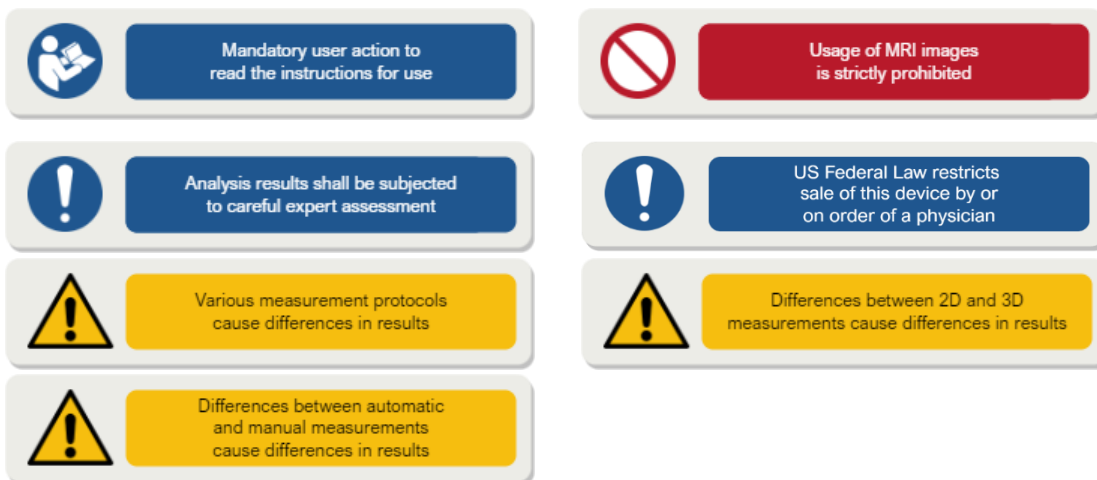 Mandatory user action to
read the instructions for use
Usage of MRI images
is strictly prohibited
Analysis results shall be subjected
to careful expert assessment
US Federal Law restricts
sale of this device by or
on order of a physician
Various measurement protocols
cause differences in results
Differences between 2D and 3D
measurements cause differences in results
Differences between automatic
and manual measurements
cause differences in results